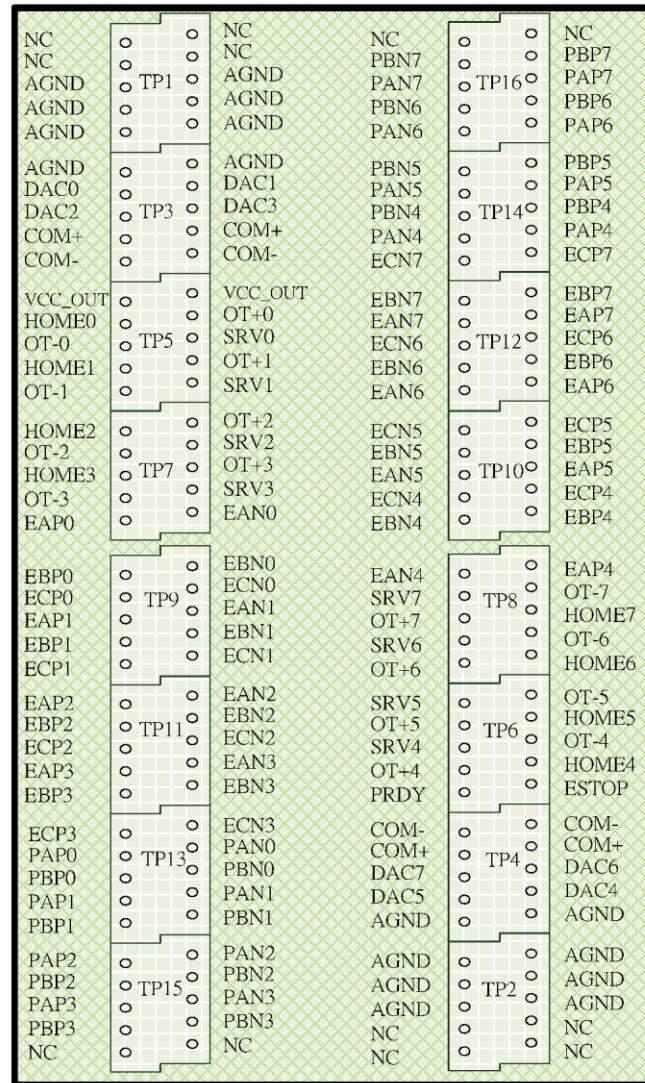 NC
NC
AGND
AGND
AGND
TP1
NC
NC
AGND
AGND
AGND
AGND
DAC0
DAC2
COM+
COM-
TP3
AGND
DAC1
DAC3
COM+
COM-
VCC_OUT
HOME0
OT-0
HOME1
OT-1
TP5
VCC_OUT
OT+0
SRV0
OT+1
SRV1
HOME2
OT-2
HOME3
OT-3
EAP0
TP7
OT+2
SRV2
OT+3
SRV3
EAN0
EBP0
ECP0
EAP1
EBP1
ECP1
TP9
EBN0
ECN0
EAN1
EBN1
ECN1
EAP2
EBP2
ECP2
EAP3
EBP3
TP11
EAN2
EBN2
ECN2
EAN3
EBN3
ECP3
PAP0
PBP0
PAP1
PBP1
TP13
ECN3
PAN0
PBN0
PAN1
PBN1
PAP2
PBP2
PAP3
PBP3
NC
TP15
PAN2
PBN2
PAN3
PBN3
NC
NC
PBN7
PAN7
PBN6
PAN6
TP16
NC
PBP7
PAP7
PBP6
PAP6
PBN5
PAN5
PBN4
PAN4
ECN7
TP14
PBP5
PAP5
PBP4
PAP4
ECP7
EBN7
EAN7
ECN6
EBN6
EAN6
TP12
EBP7
EAP7
ECP6
EBP6
EAP6
ECN5
EBN5
EAN5
ECN4
EBN4
TP10
ECP5
EBP5
EAP5
ECP4
EBP4
EAN4
SRV7
OT+7
SRV6
OT+6
TP8
EAP4
OT-7
HOME7
OT-6
HOME6
SRV5
OT+5
SRV4
OT+4
PRDY
TP6
OT-5
HOME5
OT-4
HOME4
ESTOP
COM-
COM+
DAC7
DAC5
AGND
TP4
COM-
COM+
DAC6
DAC4
AGND
AGND
AGND
AGND
NC
NC
TP2
AGND
AGND
AGND
NC
NC